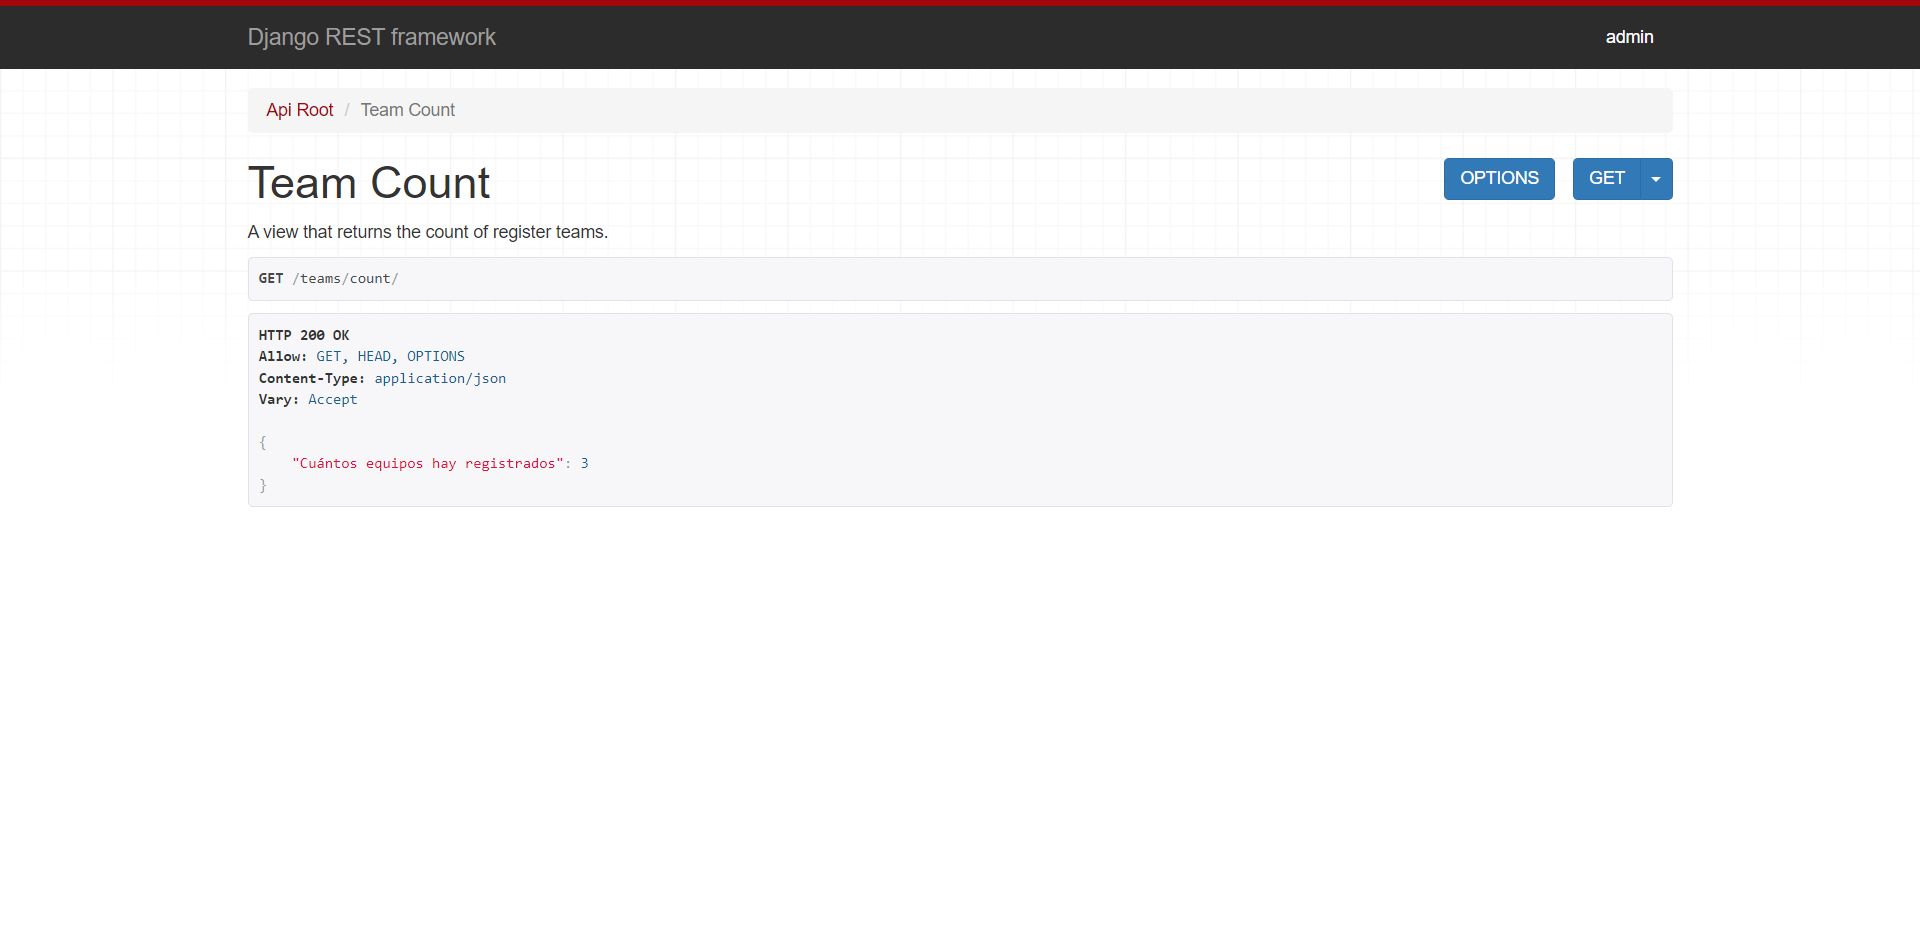 Django REST framework
admin
Api Root / Team Count
Team Count
OPTIONS
GET
A view that returns the count of register teams.
GET /teams/count/
HTTP 200 OK
Allow: GET, HEAD, OPTIONS
Content-Type: application/json
Vary: Accept
{
"Cuántos equipos hay registrados": 3
}